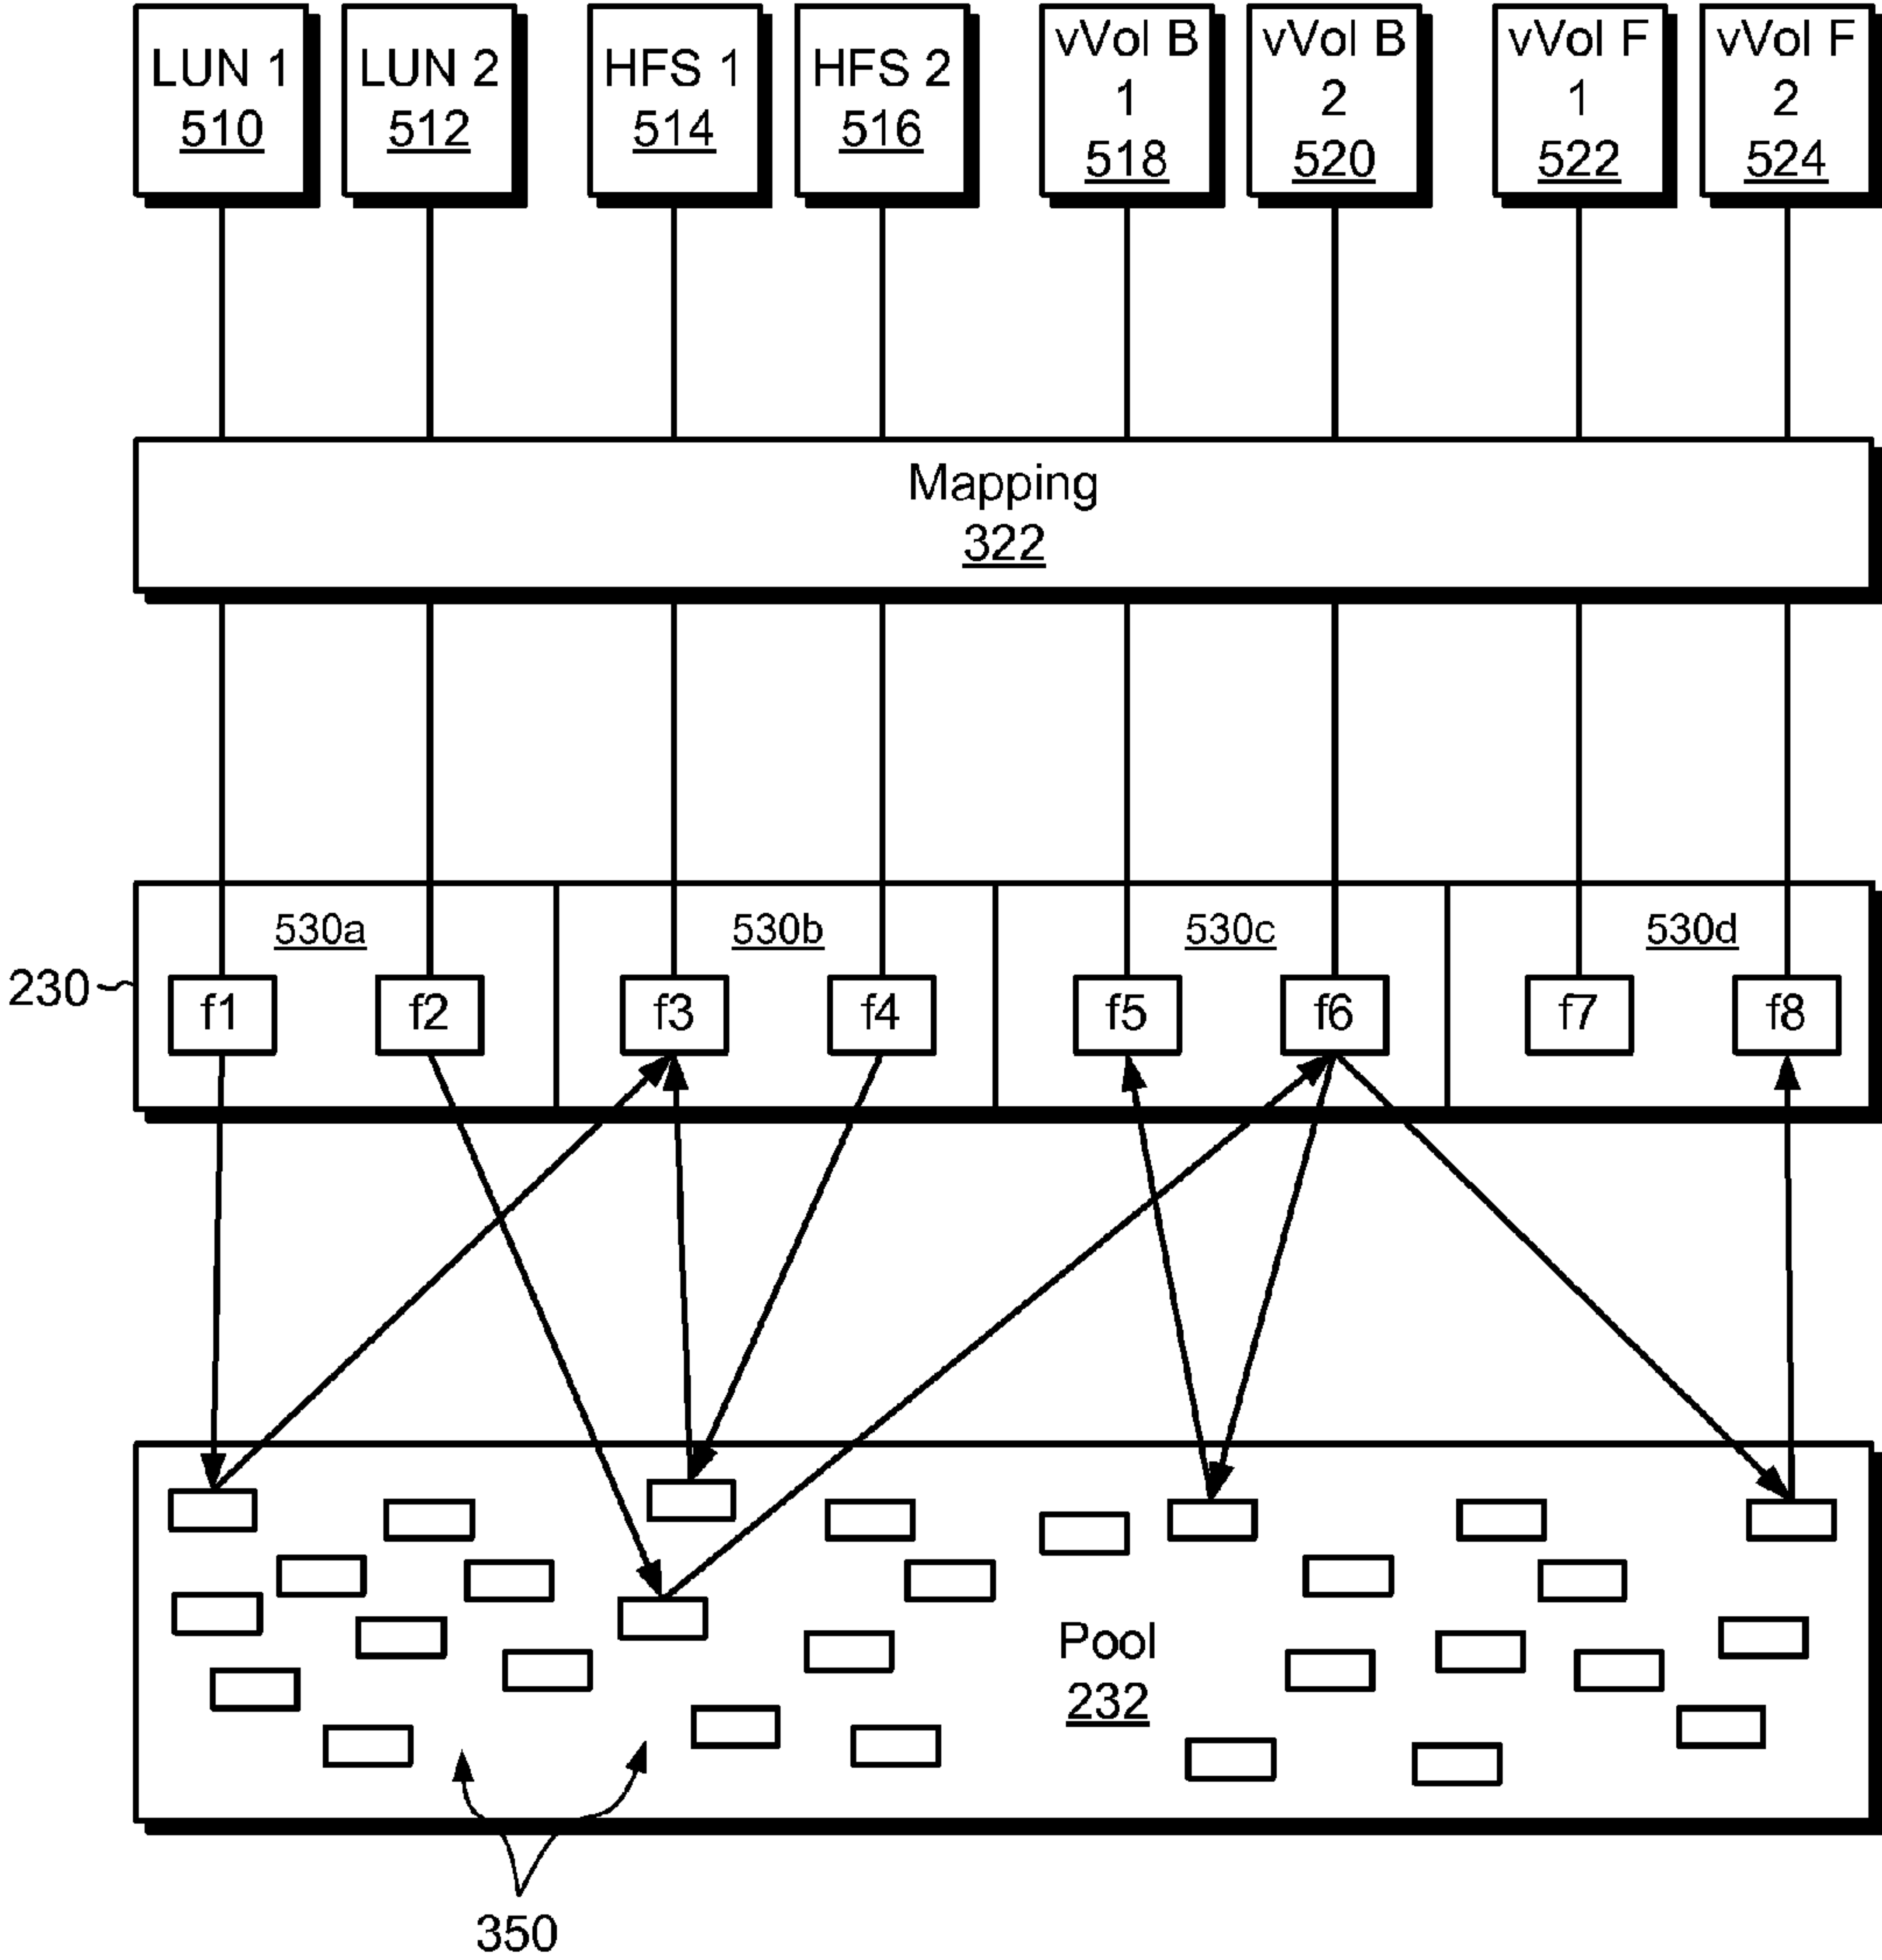 LUN 1
510
LUN 2
512
HFS 1
514
HFS 2
516
vVol B
1
518
vVol B
2
520
vVol F
1
522
vVol F
2
524
Mapping
322
530a
530b
530c
530d
230
f1
f2
f3
f4
f5
f6
f7
f8
Pool
232
350